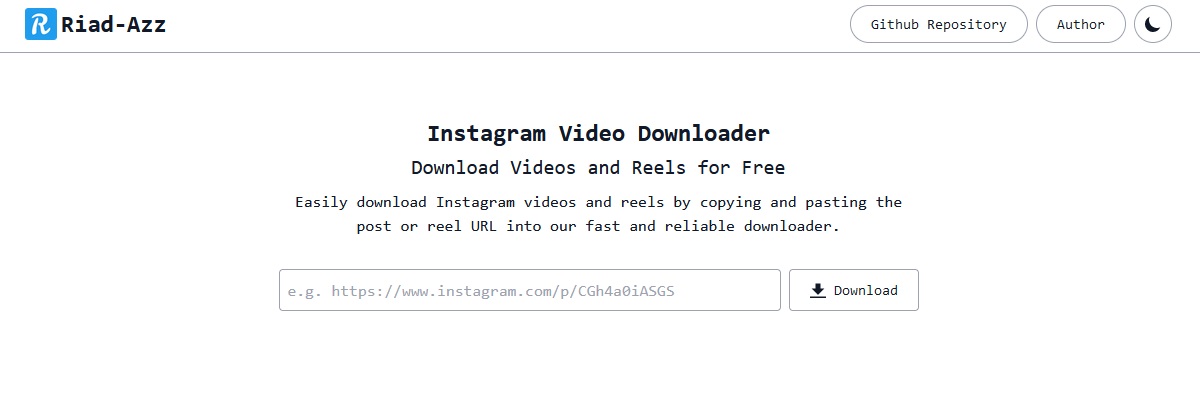 R Riad-Azz
Github Repository
Author
Instagram Video Downloader
Download Videos and Reels for Free
Easily download Instagram videos and reels by copying and pasting the
post or reel URL into our fast and reliable downloader.
e.g. https://www.instagram.com/p/CGh4a0iASGS
Download